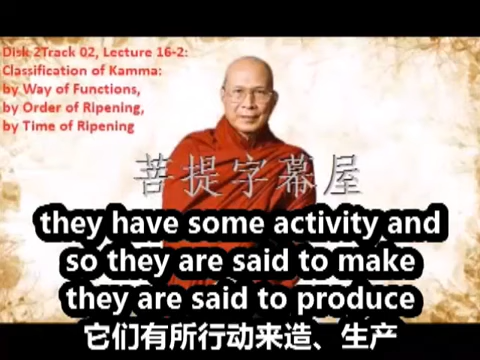 Disk 2Track 02, Lecture 16-2:
Classification of Kamma:
by Way of Functions,
by Order of Ripening,
by Time of Ripening
菩提字幕屋
they have some activity and
so they are said to make
they are said to produce
它们有所行动来造、生产